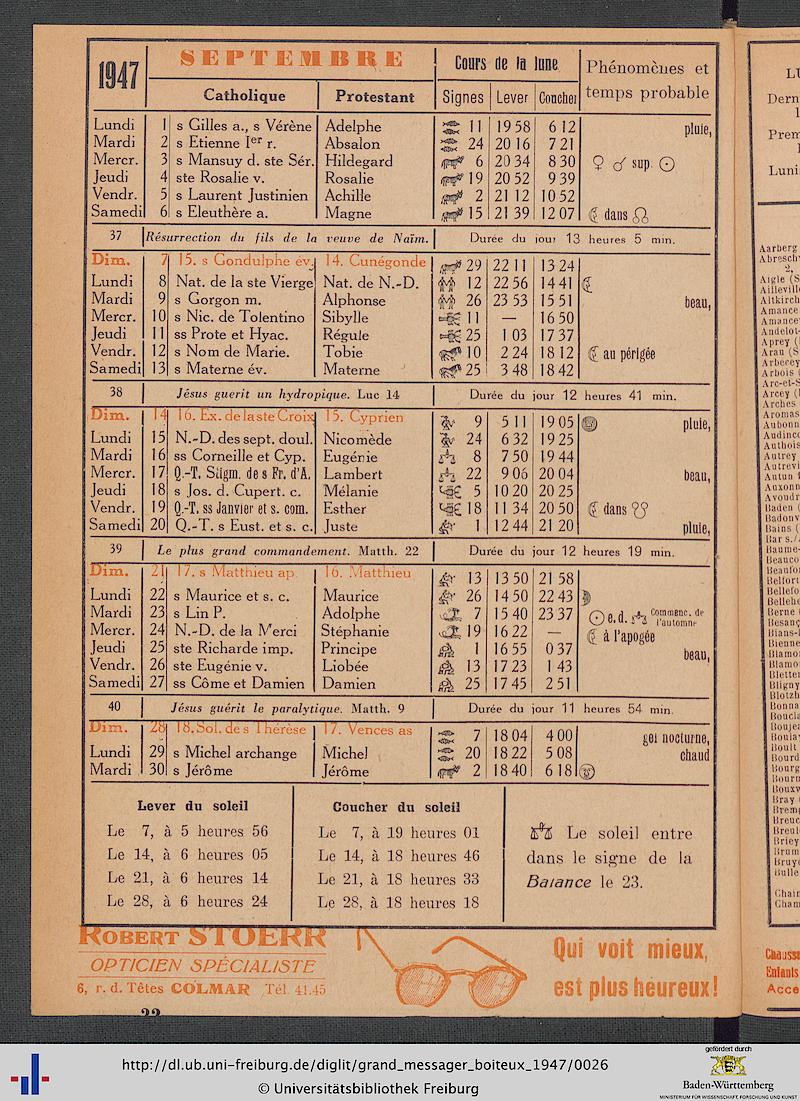 1947
SEPTEMBRE
Cours de la lune
Phénomènes et
temps probable
Catholique Protestant Signes Lever Coucher
Lundi 1 s Gilles a., s Vérène Adelphe 11 19 58 6 12 pluie,
Mardi 2 s Etienne Ier r. Absalon 24 20 16 7 21
Mercr. 3 s Mansuy d. ste Sér. Hildegard 6 20 34 8 30 ♀ ☌ sup. ☉
Jeudi 4 ste Rosalie v. Rosalie 19 20 52 9 39
Vendr. 5 s Laurent Justinien Achille 2 21 12 10 52
Samedi 6 s Eleuthère a. Magne 15 21 39 12 07 ☾ dans ☊
37 Résurrection du fils de la veuve de Naïm. Durée du jour 13 heures 5 min.
Dim. 7 15. s Gondulphe év. 14. Cunégonde 29 22 11 13 24
Lundi 8 Nat. de la ste Vierge Nat. de N.-D. 12 22 56 14 41 ☾
Mardi 9 s Gorgon m. Alphonse 26 23 53 15 51 beau,
Mercr. 10 s Nic. de Tolentino Sibylle 11 — 16 50
Jeudi 11 ss Prote et Hyac. Régule 25 1 03 17 37
Vendr. 12 s Nom de Marie. Tobie 10 2 24 18 12 ☾ au périgée
Samedi 13 s Materne év. Materne 25 3 48 18 42
38 Jésus guerit un hydropique. Luc 14 Durée du jour 12 heures 41 min.
Dim. 14 16. Ex. de la ste Croix 15. Cyprien 9 5 11 19 05 pluie,
Lundi 15 N.-D. des sept. doul. Nicomède 24 6 32 19 25
Mardi 16 ss Corneille et Cyp. Eugénie 8 7 50 19 44
Mercr. 17 Q.-T. Stigm. de s Fr. d'A. Lambert 22 9 06 20 04 beau,
Jeudi 18 s Jos. d. Cupert. c. Mélanie 5 10 20 20 25
Vendr. 19 Q.-T. ss Janvier et s. com. Esther 18 11 34 20 50 ☾ dans ☋
Samedi 20 Q.-T. s Eust. et s. c. Juste 1 12 44 21 20 pluie,
39 Le plus grand commandement. Matth. 22 Durée du jour 12 heures 19 min.
Dim. 21 17. s Matthieu ap. 16. Matthieu 13 13 50 21 58
Lundi 22 s Maurice et s. c. Maurice 26 14 50 22 43
Mardi 23 s Lin P. Adolphe 7 15 40 23 37 ☉ e. d. ♎ Commenc. de l'automne
Mercr. 24 N.-D. de la Merci Stéphanie 19 16 22 — ☾ à l'apogée
Jeudi 25 ste Richarde imp. Principe 1 16 55 0 37 beau,
Vendr. 26 ste Eugénie v. Liobée 13 17 23 1 43
Samedi 27 ss Côme et Damien Damien 25 17 45 2 51
40 Jésus guérit le paralytique. Matth. 9 Durée du jour 11 heures 54 min.
Dim. 28 18. Sol. de s Thérèse 17. Vences as 7 18 04 4 00 gel nocturne,
Lundi 29 s Michel archange Michel 20 18 22 5 08 chaud
Mardi 30 s Jérôme Jérôme 2 18 40 6 18
Lever du soleil
Le 7, à 5 heures 56
Le 14, à 6 heures 05
Le 21, à 6 heures 14
Le 28, à 6 heures 24
Coucher du soleil
Le 7, à 19 heures 01
Le 14, à 18 heures 46
Le 21, à 18 heures 33
Le 28, à 18 heures 18
♎ Le soleil entre
dans le signe de la
Balance le 23.
ROBERT STOERR
OPTICIEN SPÉCIALISTE
6, r. d. Têtes COLMAR Tél. 41.45
Qui voit mieux,
est plus heureux!
Aarberg
http://dl.ub.uni-freiburg.de/diglit/grand_messager_boiteux_1947/0026
© Universitätsbibliothek Freiburg
gefördert durch
Baden-Württemberg
MINISTERIUM FÜR WISSENSCHAFT, FORSCHUNG UND KUNST